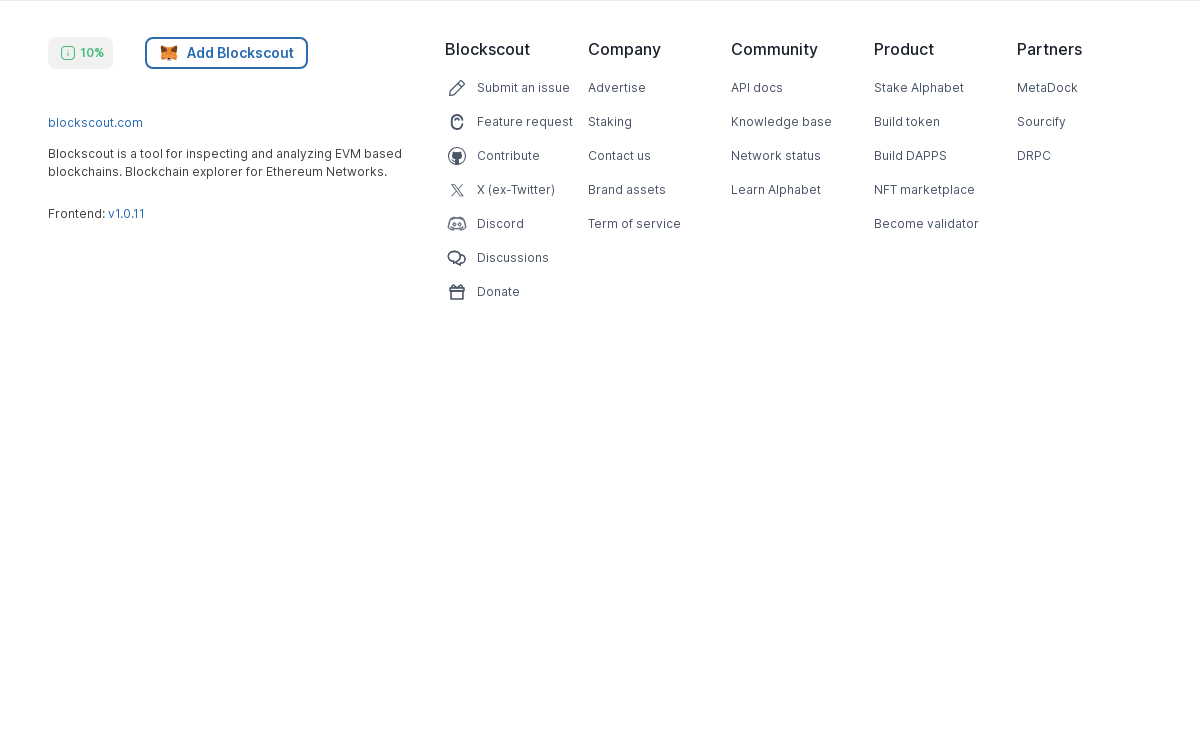 10%
Add Blockscout
blockscout.com
Blockscout is a tool for inspecting and analyzing EVM based
blockchains. Blockchain explorer for Ethereum Networks.
Frontend: v1.0.11
Blockscout
Submit an issue
Feature request
Contribute
X (ex-Twitter)
Discord
Discussions
Donate
Company
Advertise
Staking
Contact us
Brand assets
Term of service
Community
API docs
Knowledge base
Network status
Learn Alphabet
Product
Stake Alphabet
Build token
Build DAPPS
NFT marketplace
Become validator
Partners
MetaDock
Sourcify
DRPC